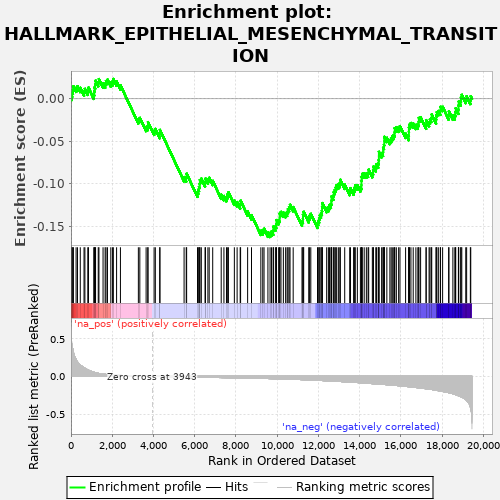 Enrichment plot:
HALLMARK_EPITHELIAL_MESENCHYMAL_TRANSIT
ION
Enrichment score (ES)
0.00
-0.05
-0.10
-0.15
Ranked list metric (PreRanked)
0.5
0.0
-0.5
'na_pos' (positively correlated)
Zero cross at 3943
'na_neg' (negatively correlated)
0
2,000
4,000
6,000
8,000
10,000
12,000
14,000
16,000
18,000
20,000
Rank in Ordered Dataset
Enrichment profile
Hits
Ranking metric scores